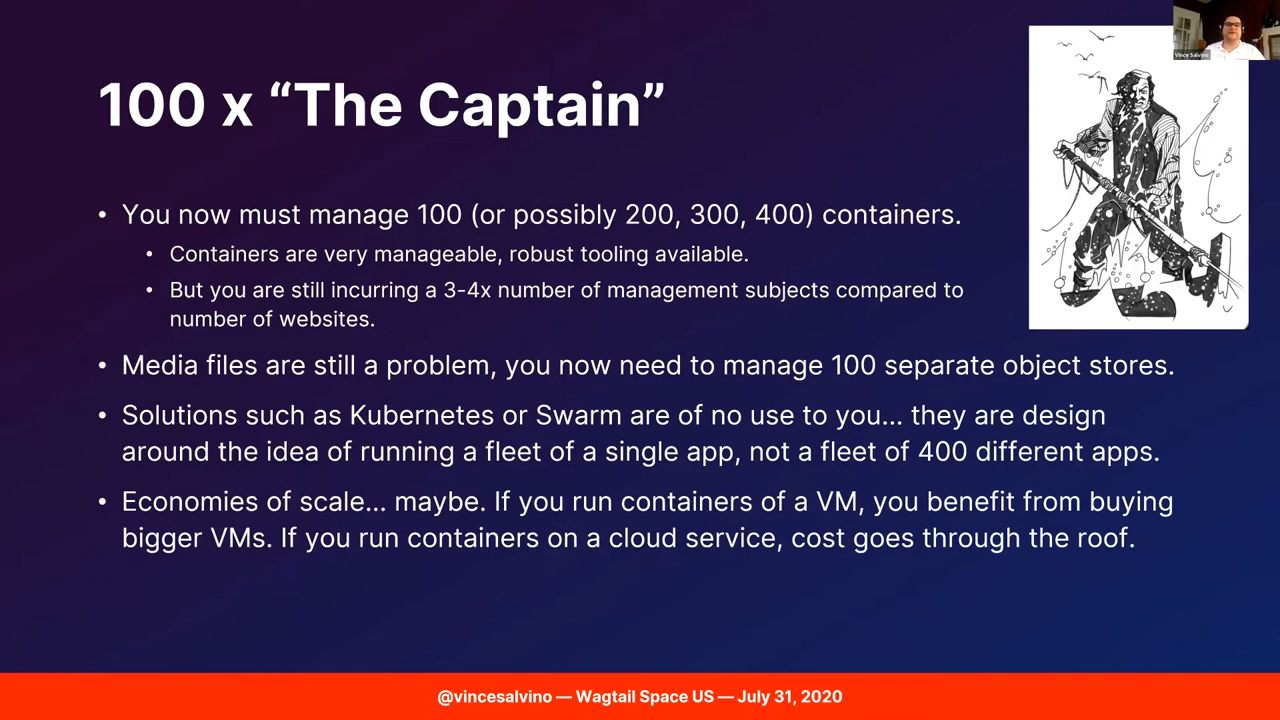 Vince Salvino
100 x “The Captain”
• You now must manage 100 (or possibly 200, 300, 400) containers.
• Containers are very manageable, robust tooling available.
• But you are still incurring a 3-4x number of management subjects compared to
number of websites.
• Media files are still a problem, you now need to manage 100 separate object stores.
• Solutions such as Kubernetes or Swarm are of no use to you... they are design
around the idea of running a fleet of a single app, not a fleet of 400 different apps.
• Economies of scale... maybe. If you run containers of a VM, you benefit from buying
bigger VMs. If you run containers on a cloud service, cost goes through the roof.
@vincesalvino — Wagtail Space US — July 31, 2020